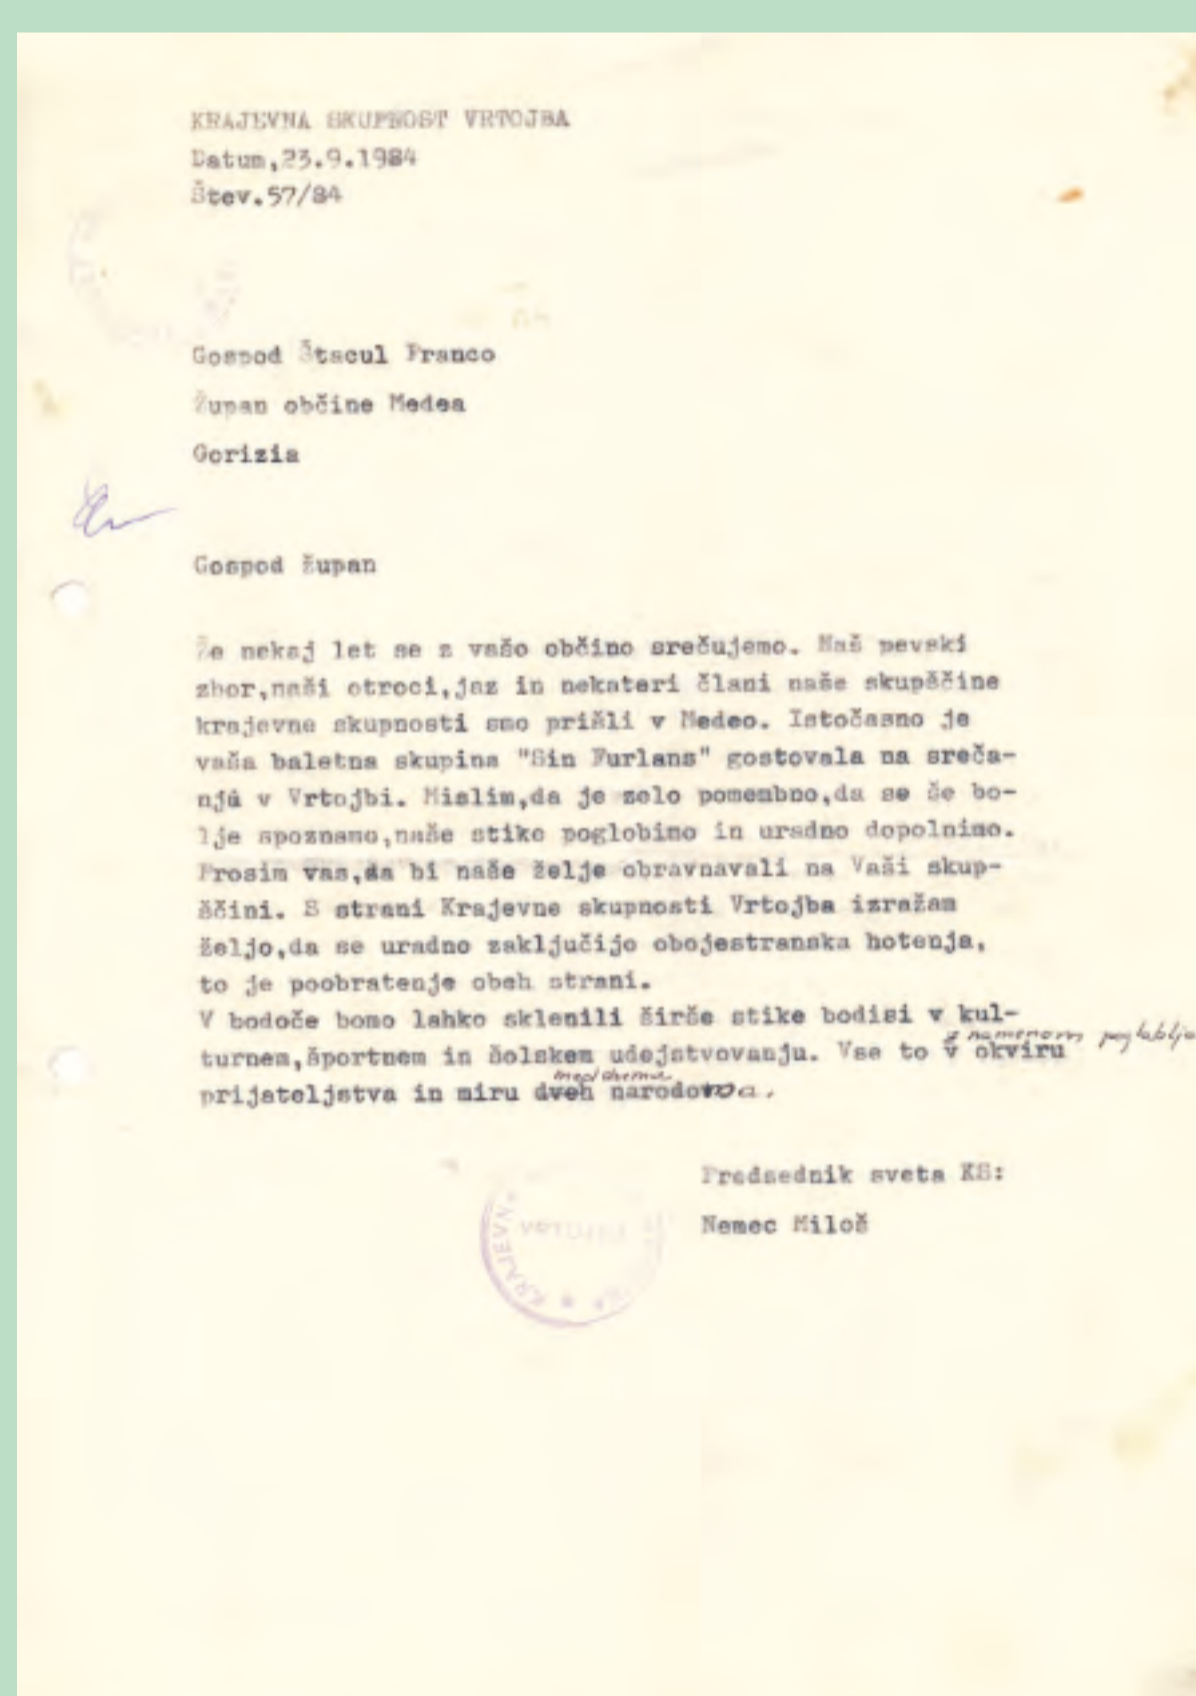 KRAJEVNA SKUPNOST VRTOJBA
Datum,23.9.1984
Štev.57/84
Gospod Štacul Franco
Župan občine Medea
Gorizia
Gospod župan
Že nekaj let se z vašo občino srečujemo. Naš pevski
zbor,naši otroci,jaz in nekateri člani naše skupščine
krajevne skupnosti smo prišli v Medeo. Istočasno je
vaša baletna skupina "Sin Furlans" gostovala na sreča-
nju v Vrtojbi. Mislim,da je zelo pomembno,da se še bo-
lje spoznamo,naše stike poglobimo in uradno dopolnimo.
Prosim vas,da bi naše želje obravnavali na Vaši skup-
ščini. S strani Krajevne skupnosti Vrtojba izražam
željo,da se uradno zaključijo obojestranska hotenja,
to je poobratenje obeh strani.
V bodoče bomo lahko sklenili širše stike bodisi v kul-
z namenom
turnem,športnem in šolskem udejstvovanju. Vse to v okviru
med dvema
prijateljstva in miru dveh narodoma.
Predsednik sveta KS:
Nemec Miloš
KRAJEVN
VRTOJBA